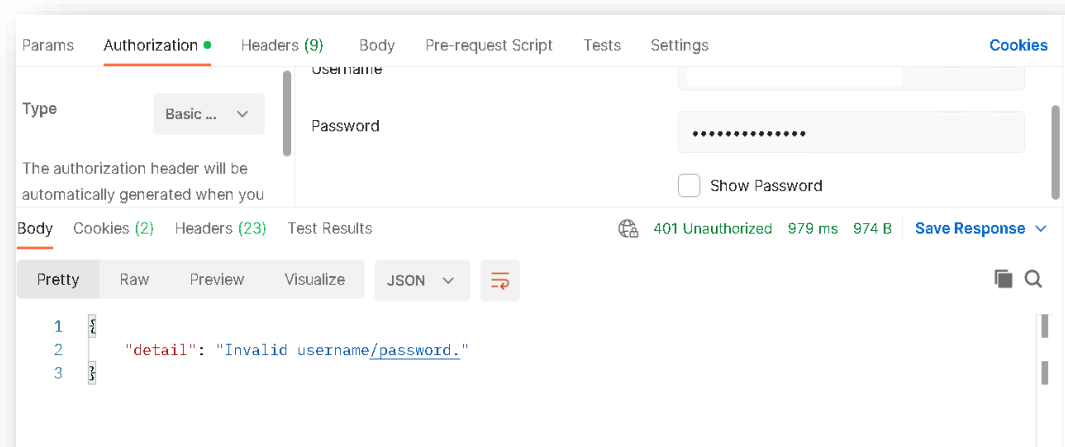 Params Authorization Headers (9) Body Pre-request Script Tests Settings Cookies
Username
Type Basic ...
Password ••••••••••••••
Show Password
The authorization header will be
automatically generated when you
Body Cookies (2) Headers (23) Test Results 401 Unauthorized 979 ms 974 B Save Response
Pretty Raw Preview Visualize JSON
1 {
2 "detail": "Invalid username/password."
3 }